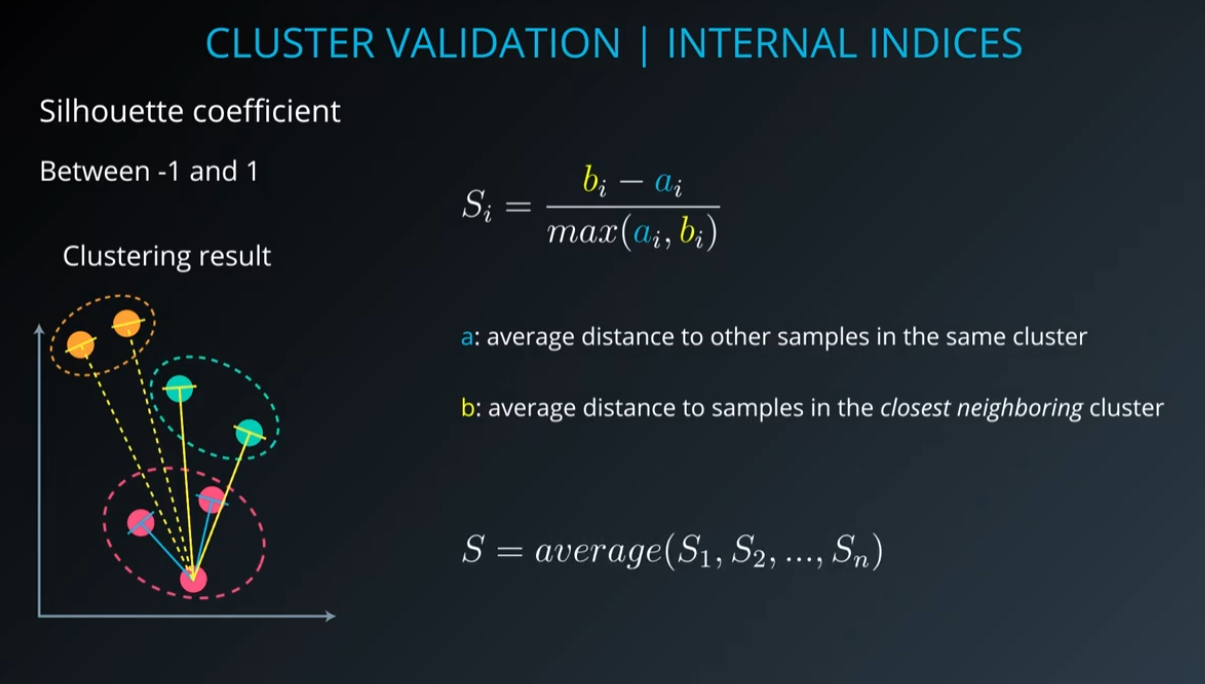 CLUSTER VALIDATION | INTERNAL INDICES
Silhouette coefficient
Between -1 and 1
S_i = \frac{b_i - a_i}{max(a_i, b_i)}
Clustering result
a: average distance to other samples in the same cluster
b: average distance to samples in the closest neighboring cluster
S = average(S_1, S_2, ..., S_n)